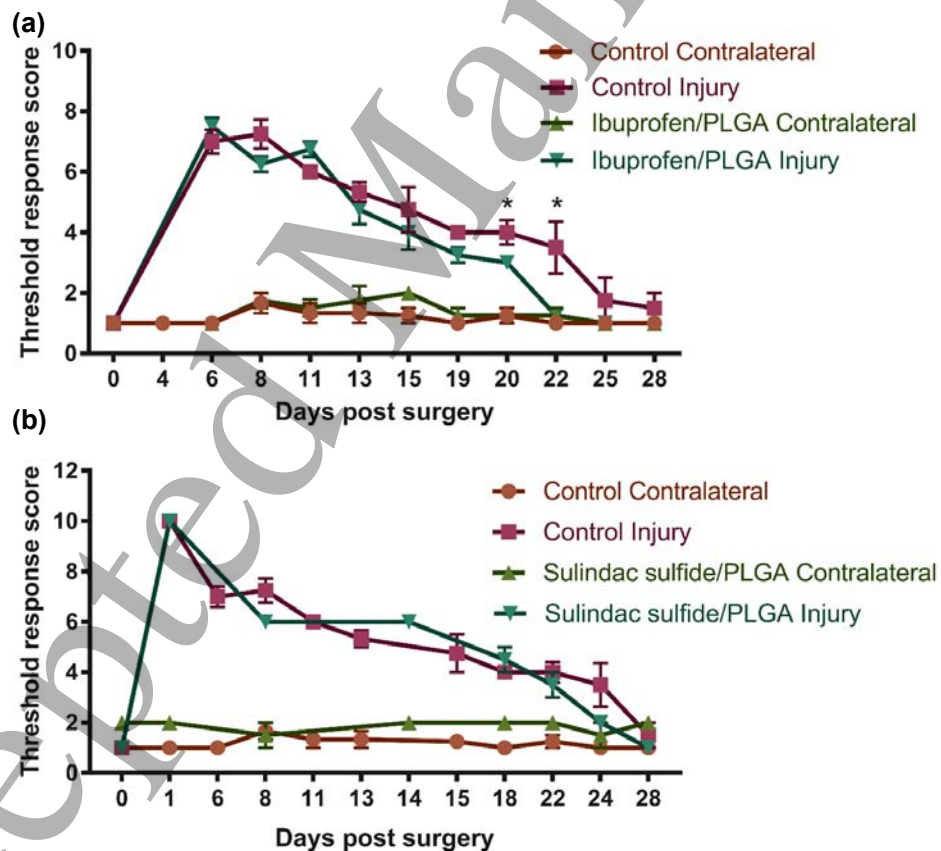 (a)
10
8
6
4
2
0
Threshold response score
Control Contralateral
Control Injury
Ibuprofen/PLGA Contralateral
Ibuprofen/PLGA Injury
* *
0 4 6 8 11 13 15 19 20 22 25 28
Days post surgery
(b)
12
10
8
6
4
2
0
Threshold response score
Control Contralateral
Control Injury
Sulindac sulfide/PLGA Contralateral
Sulindac sulfide/PLGA Injury
0 1 6 8 11 13 14 15 18 22 24 28
Days post surgery
epted Man